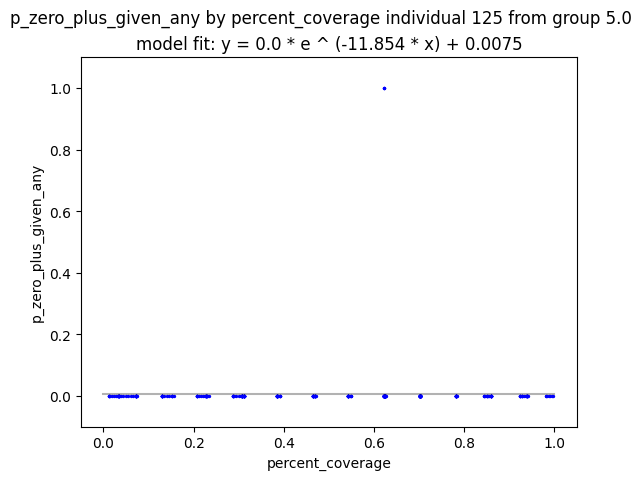 p_zero_plus_given_any by percent_coverage individual 125 from group 5.0
model fit: y = 0.0 * e ^ (-11.854 * x) + 0.0075
p_zero_plus_given_any
1.0
0.8
0.6
0.4
0.2
0.0
0.0 0.2 0.4 0.6 0.8 1.0
percent_coverage